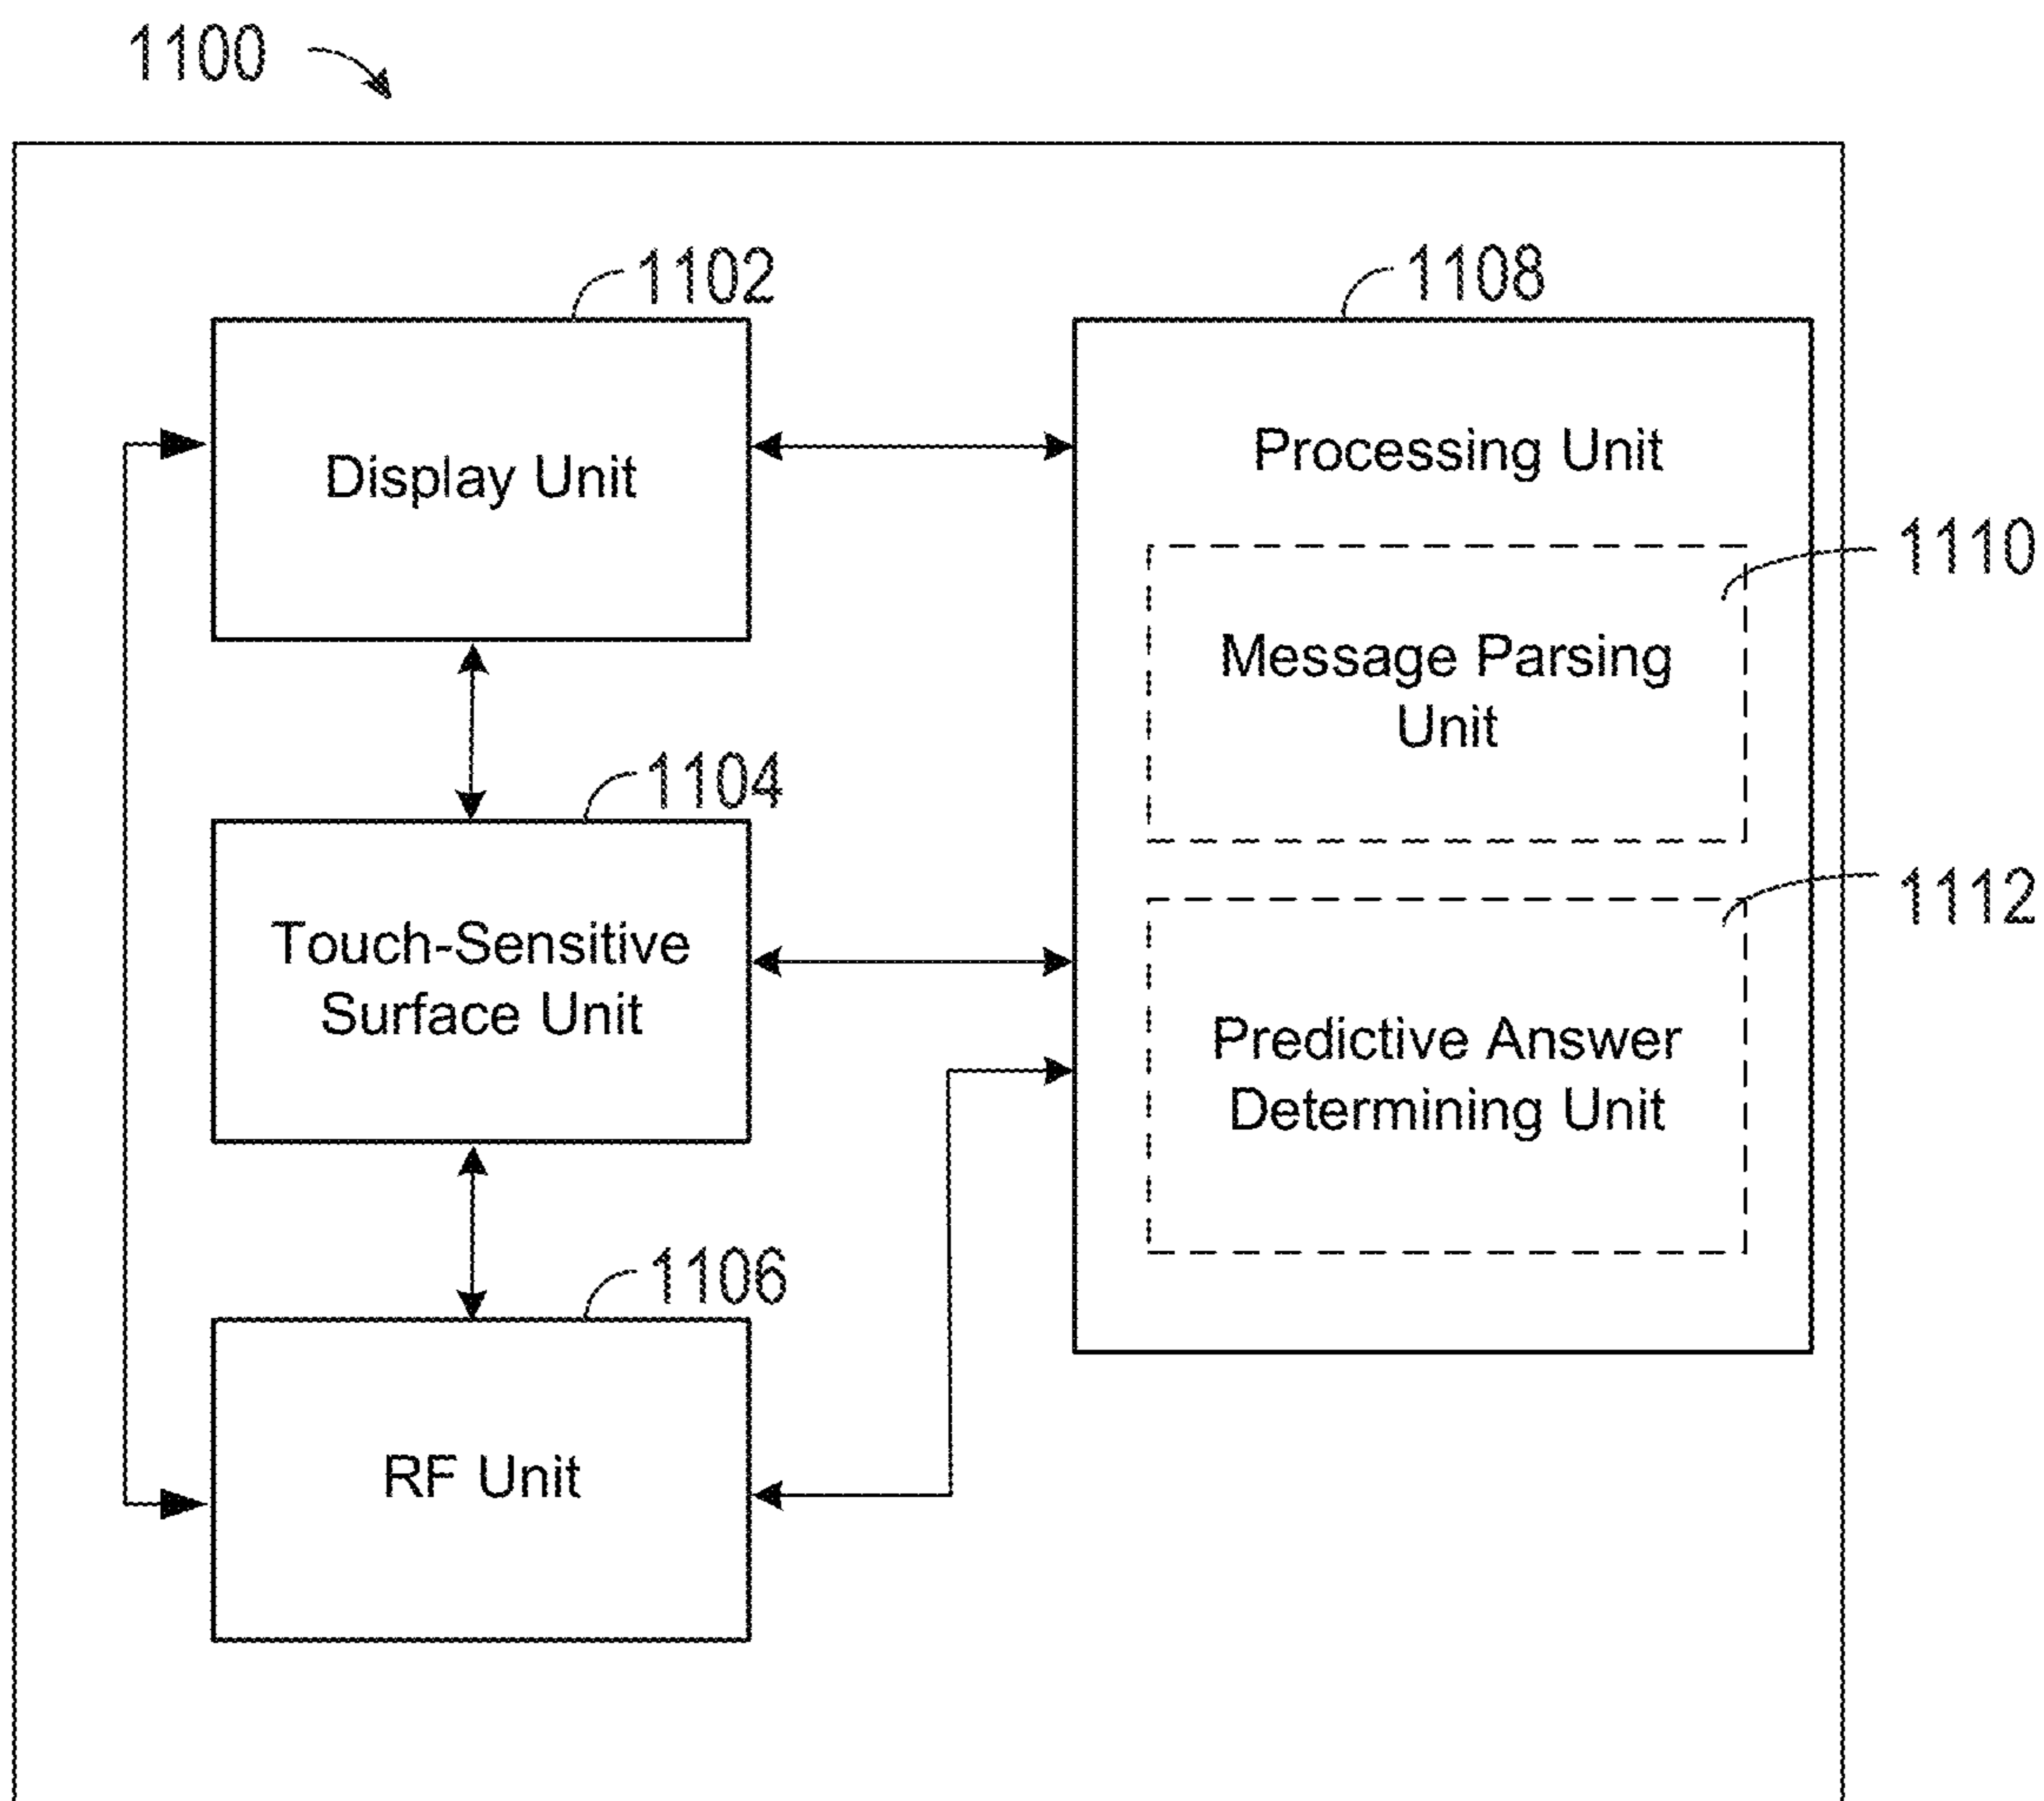 1100
1102
1108
Display Unit
Processing Unit
1110
Message Parsing
Unit
1104
1112
Touch-Sensitive
Surface Unit
Predictive Answer
Determining Unit
1106
RF Unit